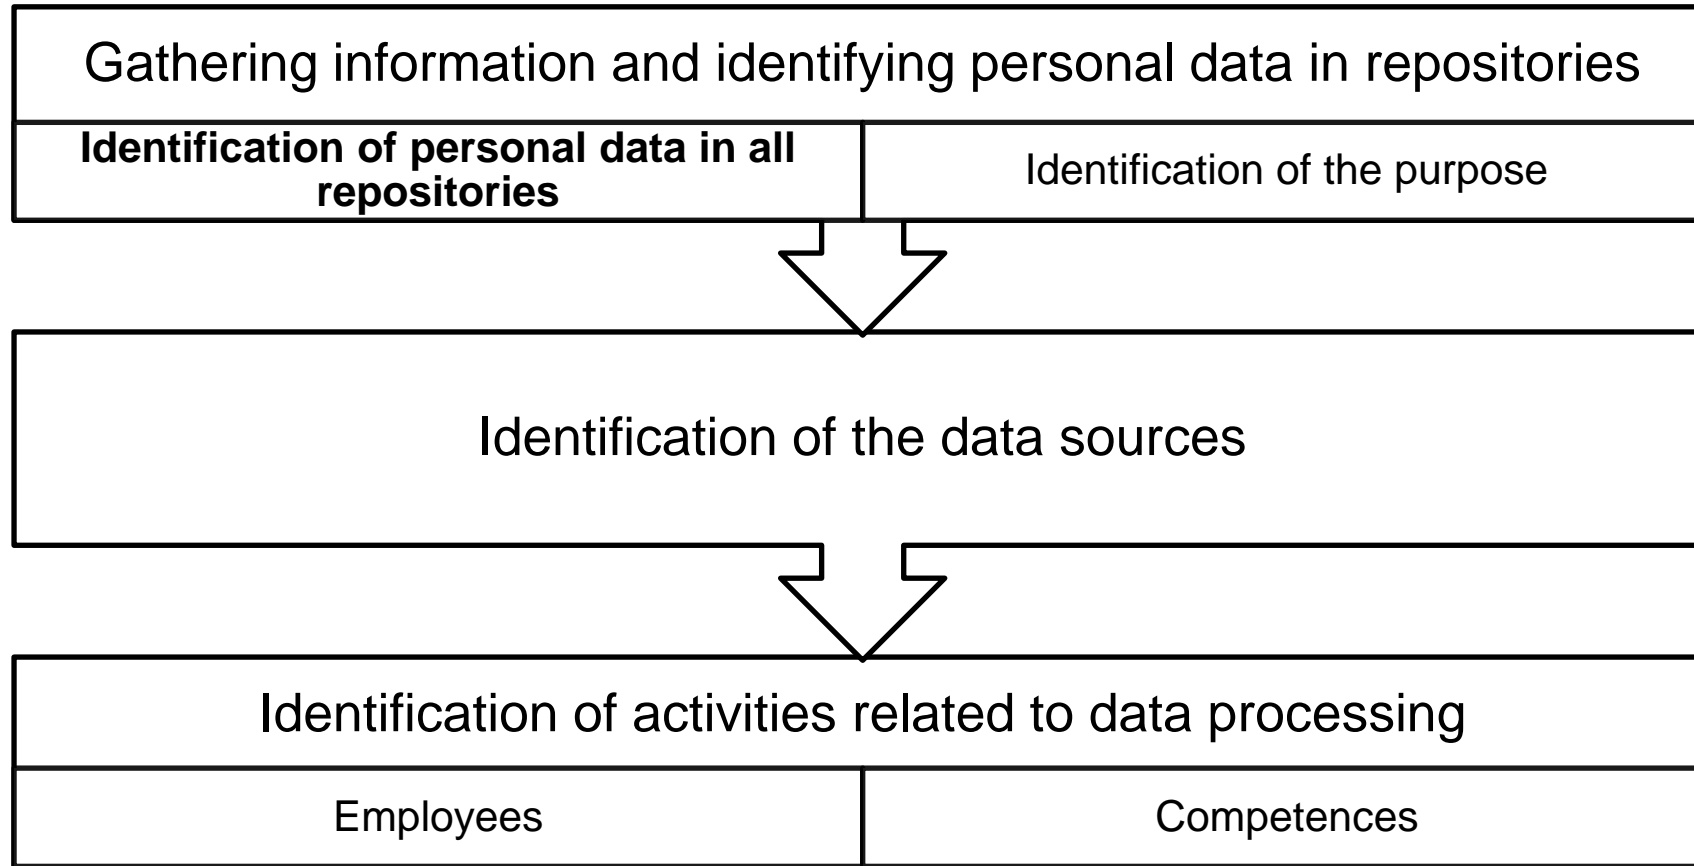 Gathering information and identifying personal data in repositories
Identification of personal data in all
repositories
Identification of the purpose
Identification of the data sources
Identification of activities related to data processing
Employees
Competences